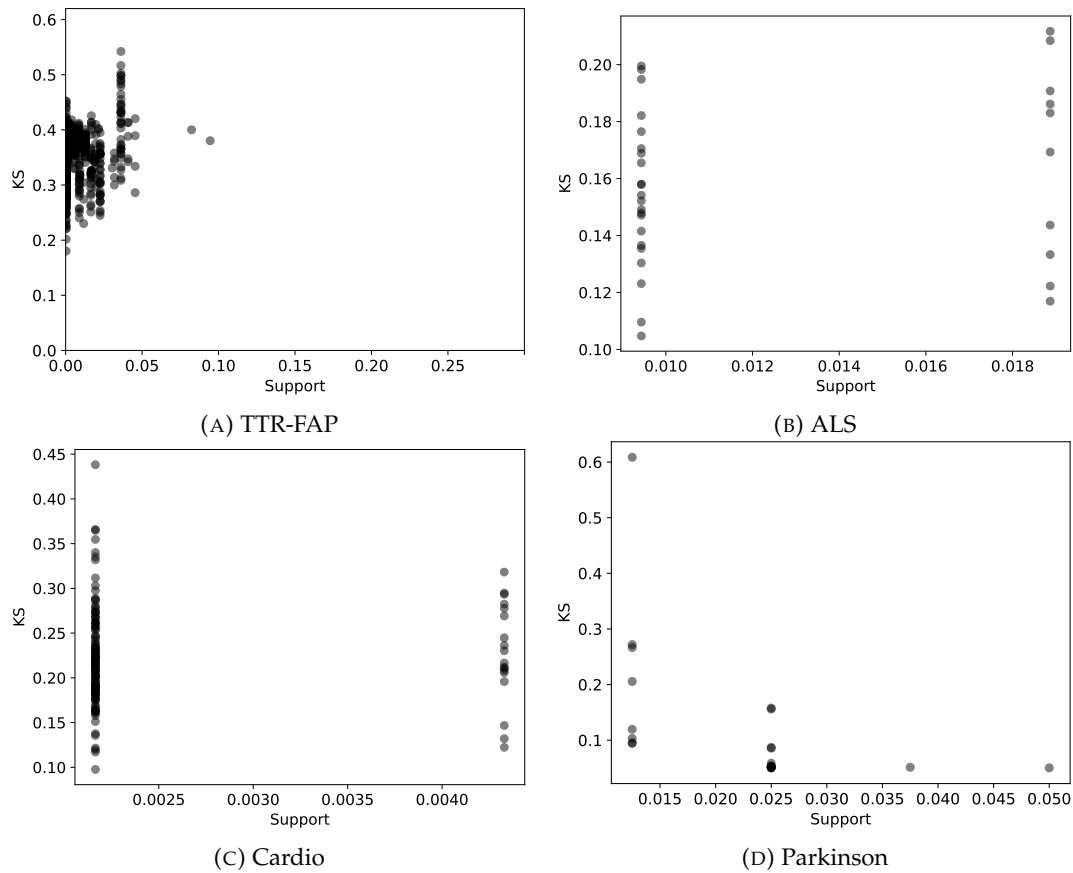 0.6
0.5
0.4
0.3
0.2
0.1
0.0
KS
0.00 0.05 0.10 0.15 0.20 0.25
Support
(A) TTR-FAP
0.20
0.18
0.16
0.14
0.12
0.10
KS
0.010 0.012 0.014 0.016 0.018
Support
(B) ALS
0.45
0.40
0.35
0.30
0.25
0.20
0.15
0.10
KS
0.0025 0.0030 0.0035 0.0040
Support
(C) Cardio
0.6
0.5
0.4
0.3
0.2
0.1
KS
0.015 0.020 0.025 0.030 0.035 0.040 0.045 0.050
Support
(D) Parkinson